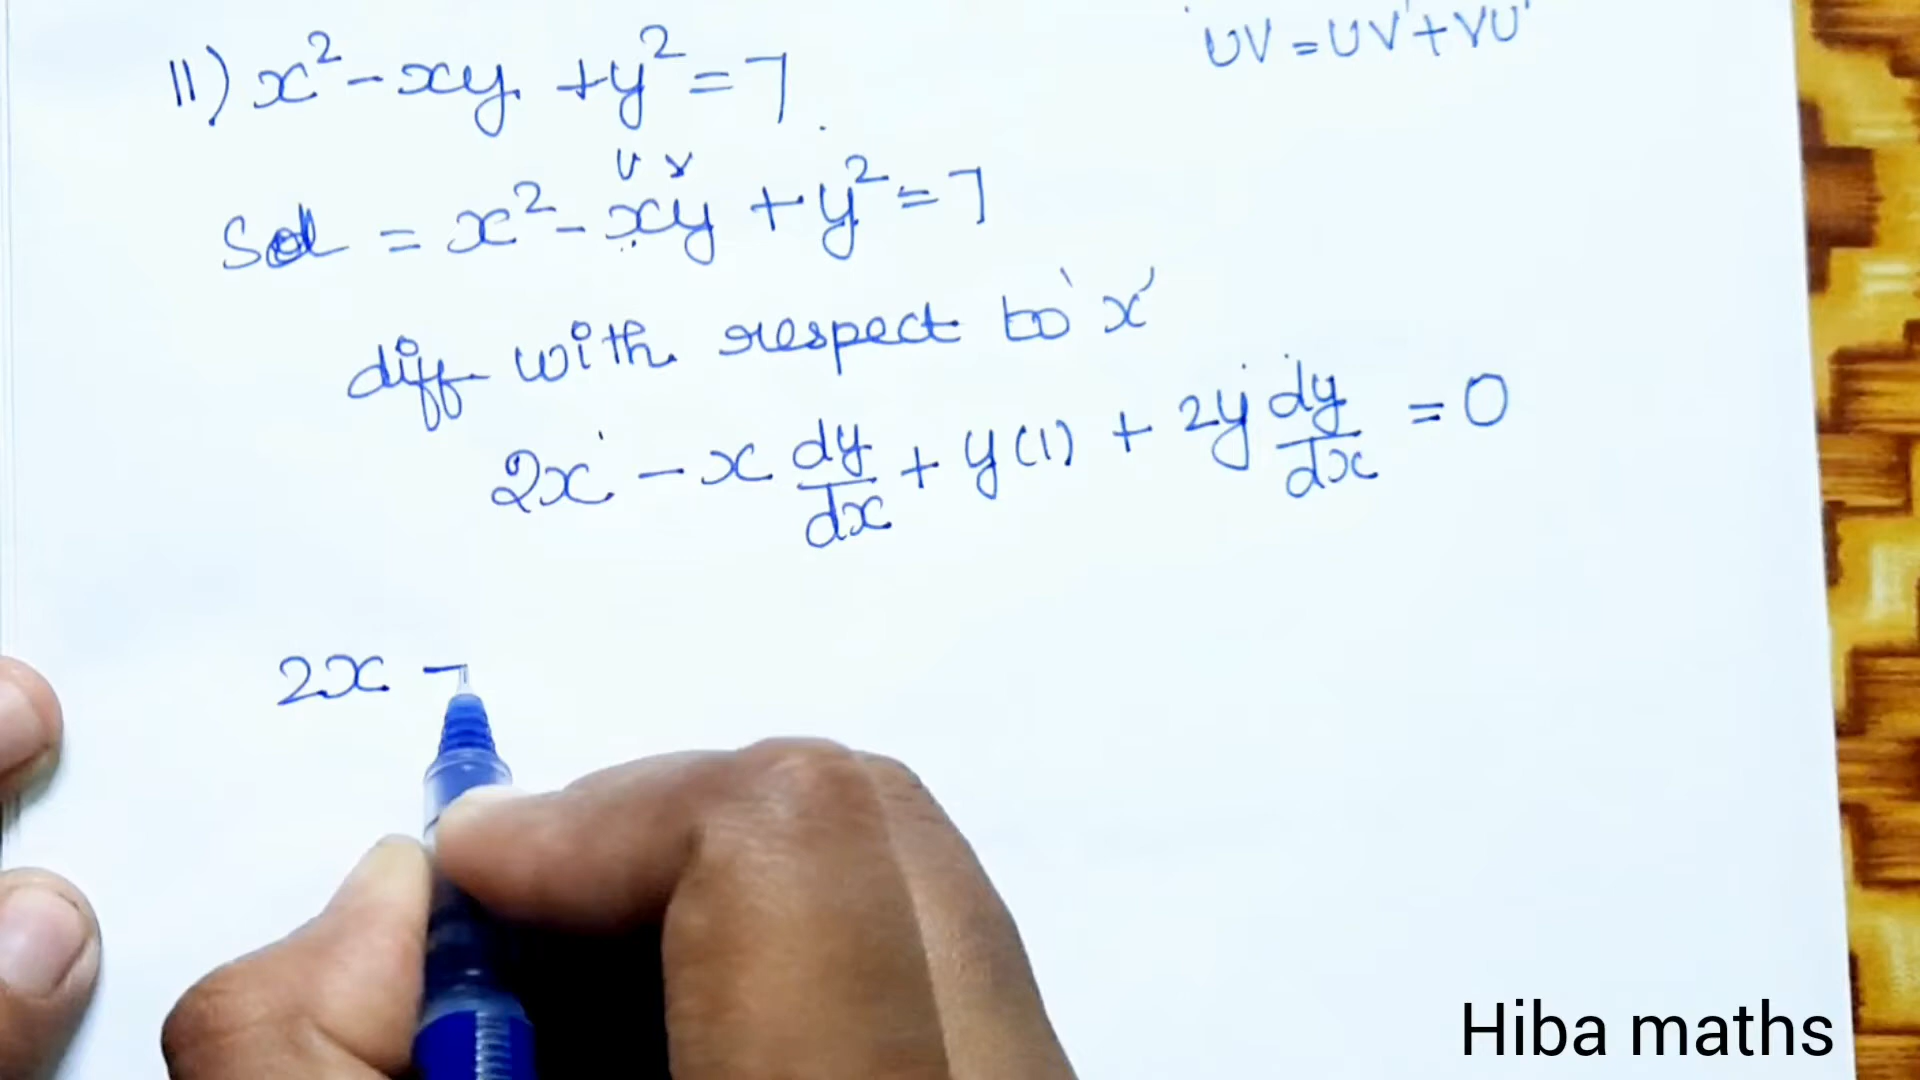 11) x² - xy + y² = 7
UV = UV' + VU'
U V
Sol = x² - xy + y² = 7
diff with respect to 'x'
2x - x dy/dx + y(1) + 2y dy/dx = 0
2x -
Hiba maths